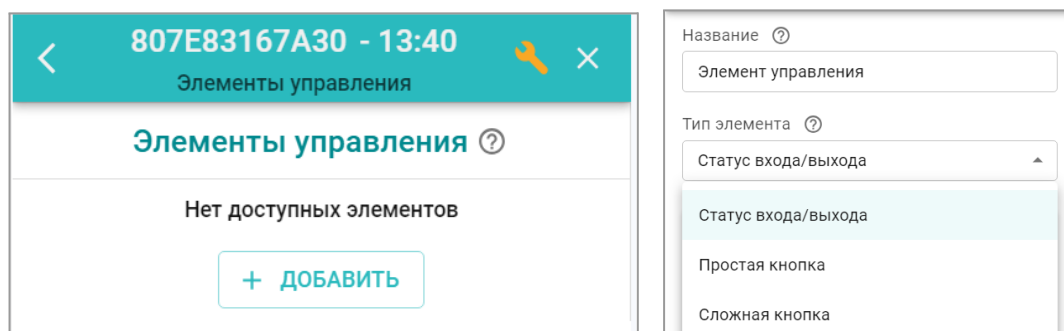 807E83167A30 - 13:40
Элементы управления
Элементы управления
Нет доступных элементов
+ ДОБАВИТЬ
Название
Элемент управления
Тип элемента
Статус входа/выхода
Статус входа/выхода
Простая кнопка
Сложная кнопка